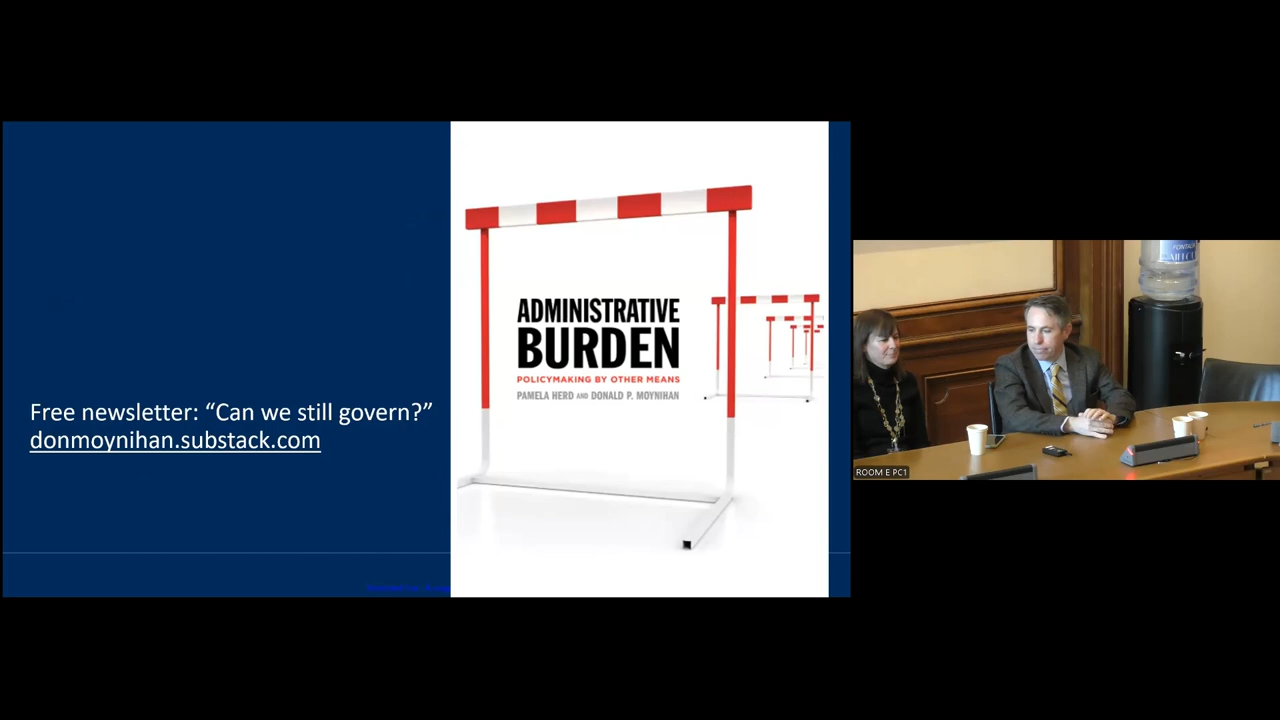 Free newsletter: “Can we still govern?”
donmoynihan.substack.com
ADMINISTRATIVE
BURDEN
POLICYMAKING BY OTHER MEANS
PAMELA HERD AND DONALD P. MOYNIHAN
ROOM E PC1